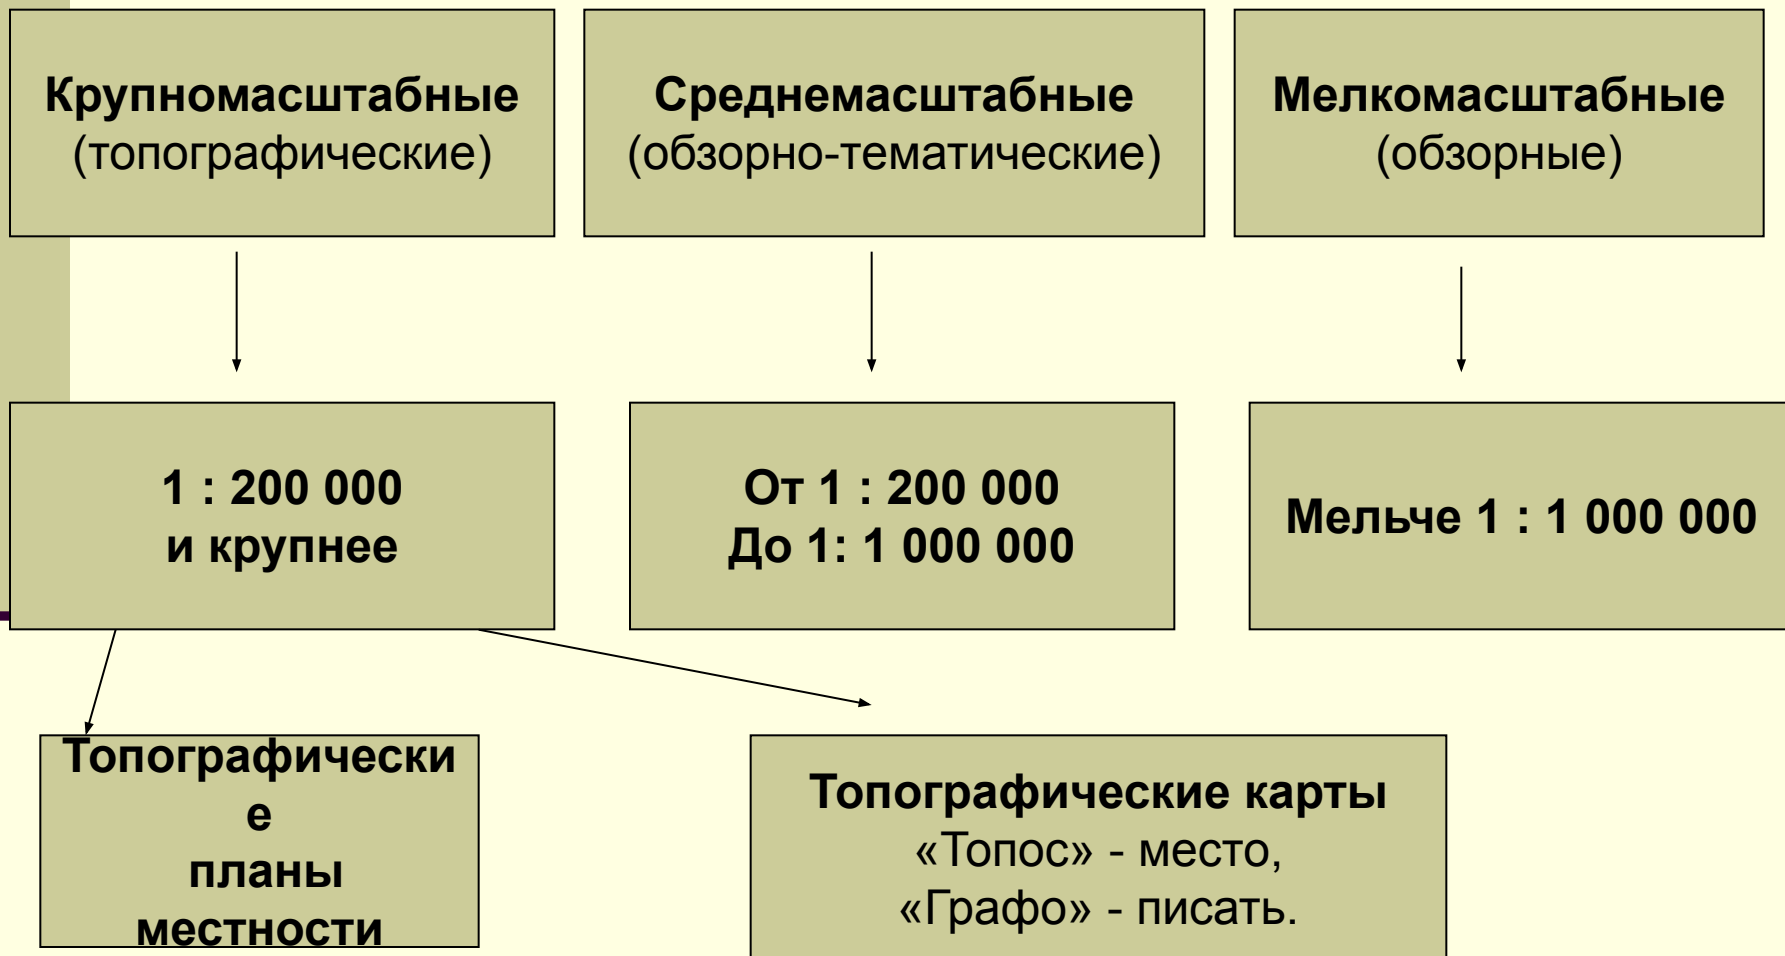 Крупномасштабные
(топографические)
Среднемасштабные
(обзорно-тематические)
Мелкомасштабные
(обзорные)
1 : 200 000
и крупнее
От 1 : 200 000
До 1: 1 000 000
Мельче 1 : 1 000 000
Топографически
е
планы
местности
Топографические карты
«Топос» - место,
«Графо» - писать.